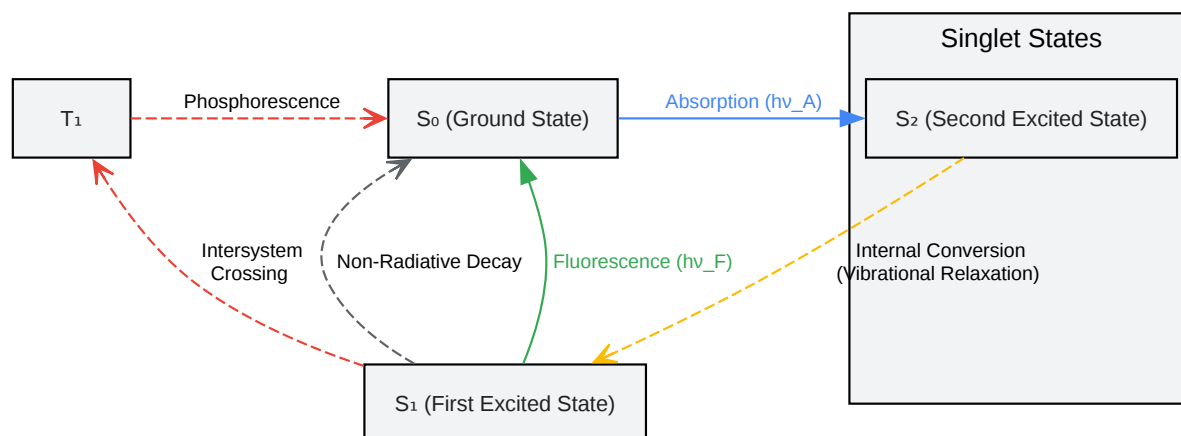 Singlet States
T₁
Phosphorescence
S₀ (Ground State)
Absorption (hν_A)
S₂ (Second Excited State)
Intersystem
Crossing
Non-Radiative Decay
Fluorescence (hν_F)
Internal Conversion
(Vibrational Relaxation)
S₁ (First Excited State)